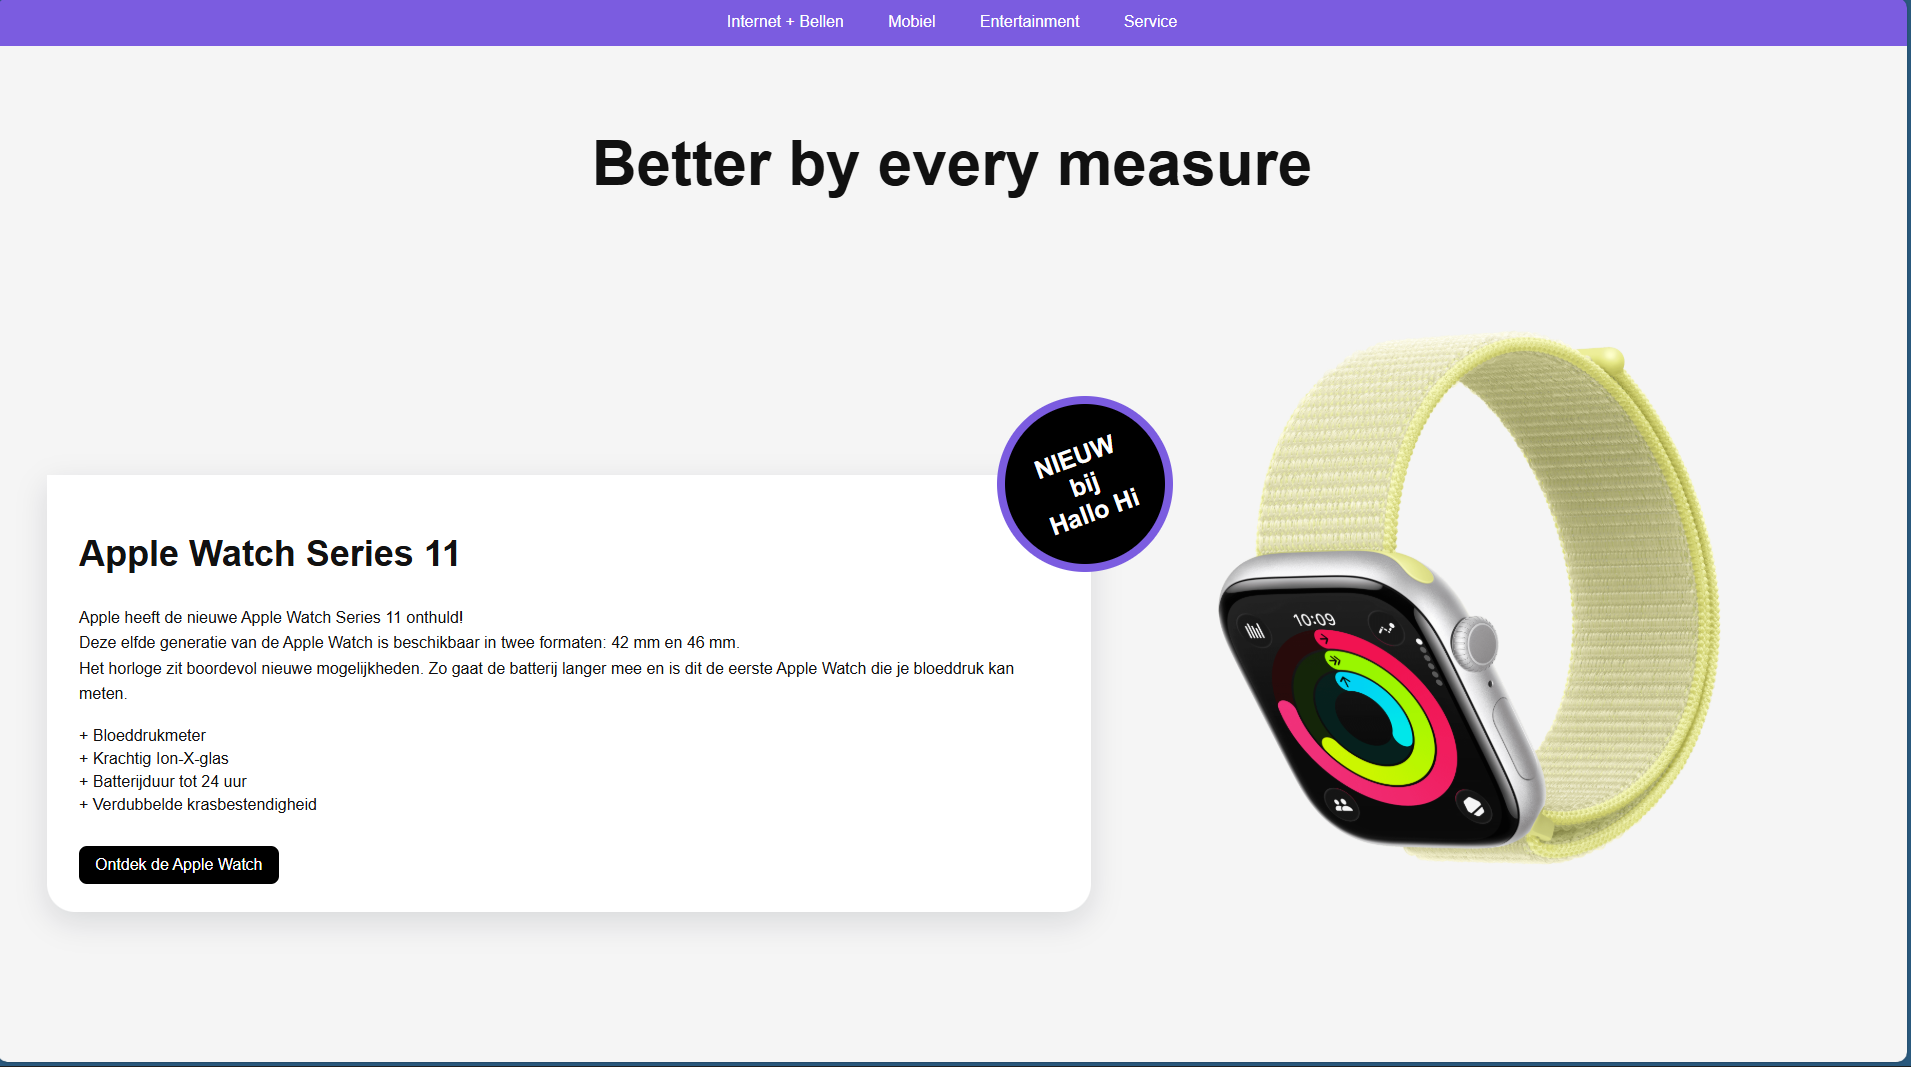 Internet + Bellen
Mobiel
Entertainment
Service
Better by every measure
NIEUW
bij
Hallo Hi
Apple Watch Series 11
Apple heeft de nieuwe Apple Watch Series 11 onthuld!
Deze elfde generatie van de Apple Watch is beschikbaar in twee formaten: 42 mm en 46 mm.
Het horloge zit boordevol nieuwe mogelijkheden. Zo gaat de batterij langer mee en is dit de eerste Apple Watch die je bloeddruk kan
meten.
+ Bloeddrukmeter
+ Krachtig Ion-X-glas
+ Batterijduur tot 24 uur
+ Verdubbelde krasbestendigheid
Ontdek de Apple Watch
10:09